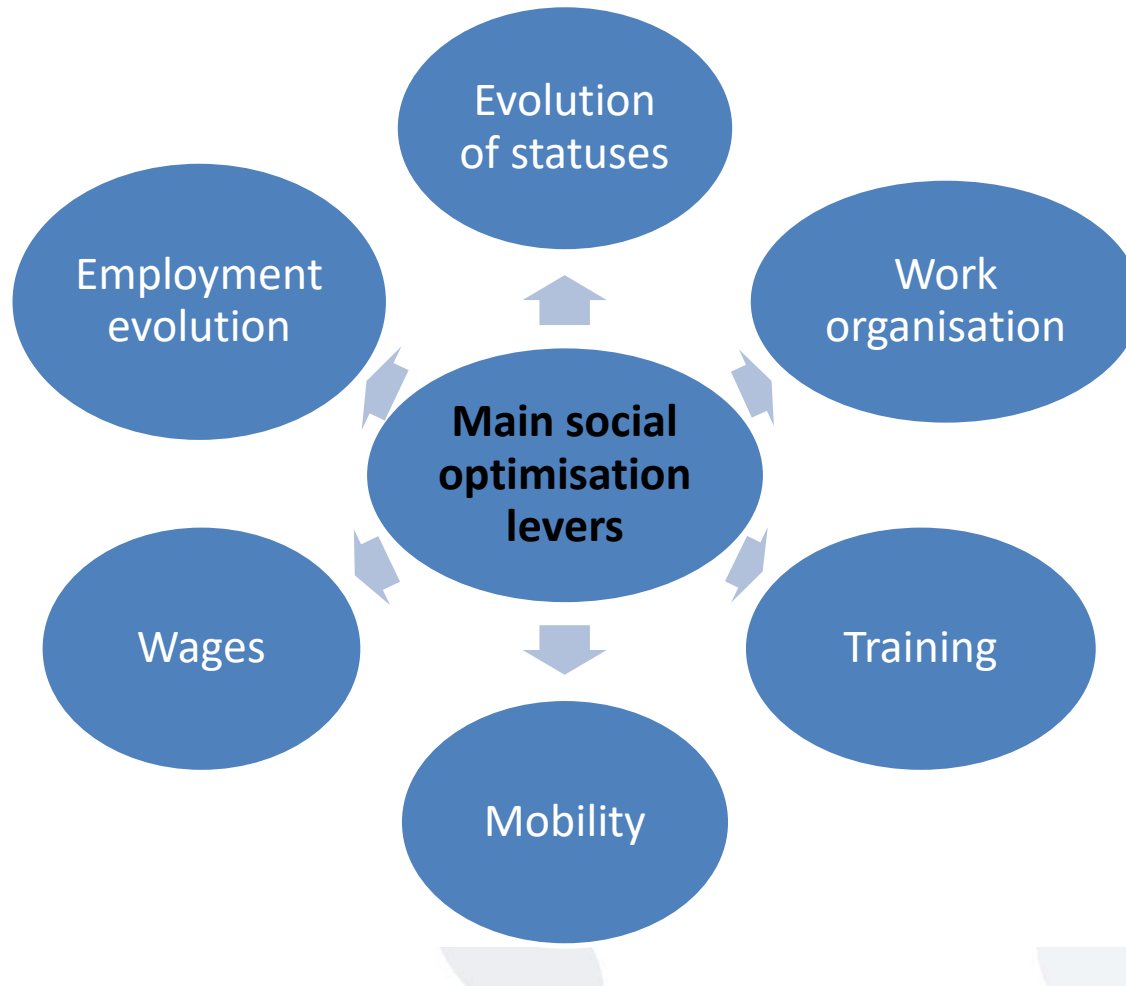 Evolution
of statuses
Employment
evolution
Work
organisation
Main social
optimisation
levers
Wages
Training
Mobility